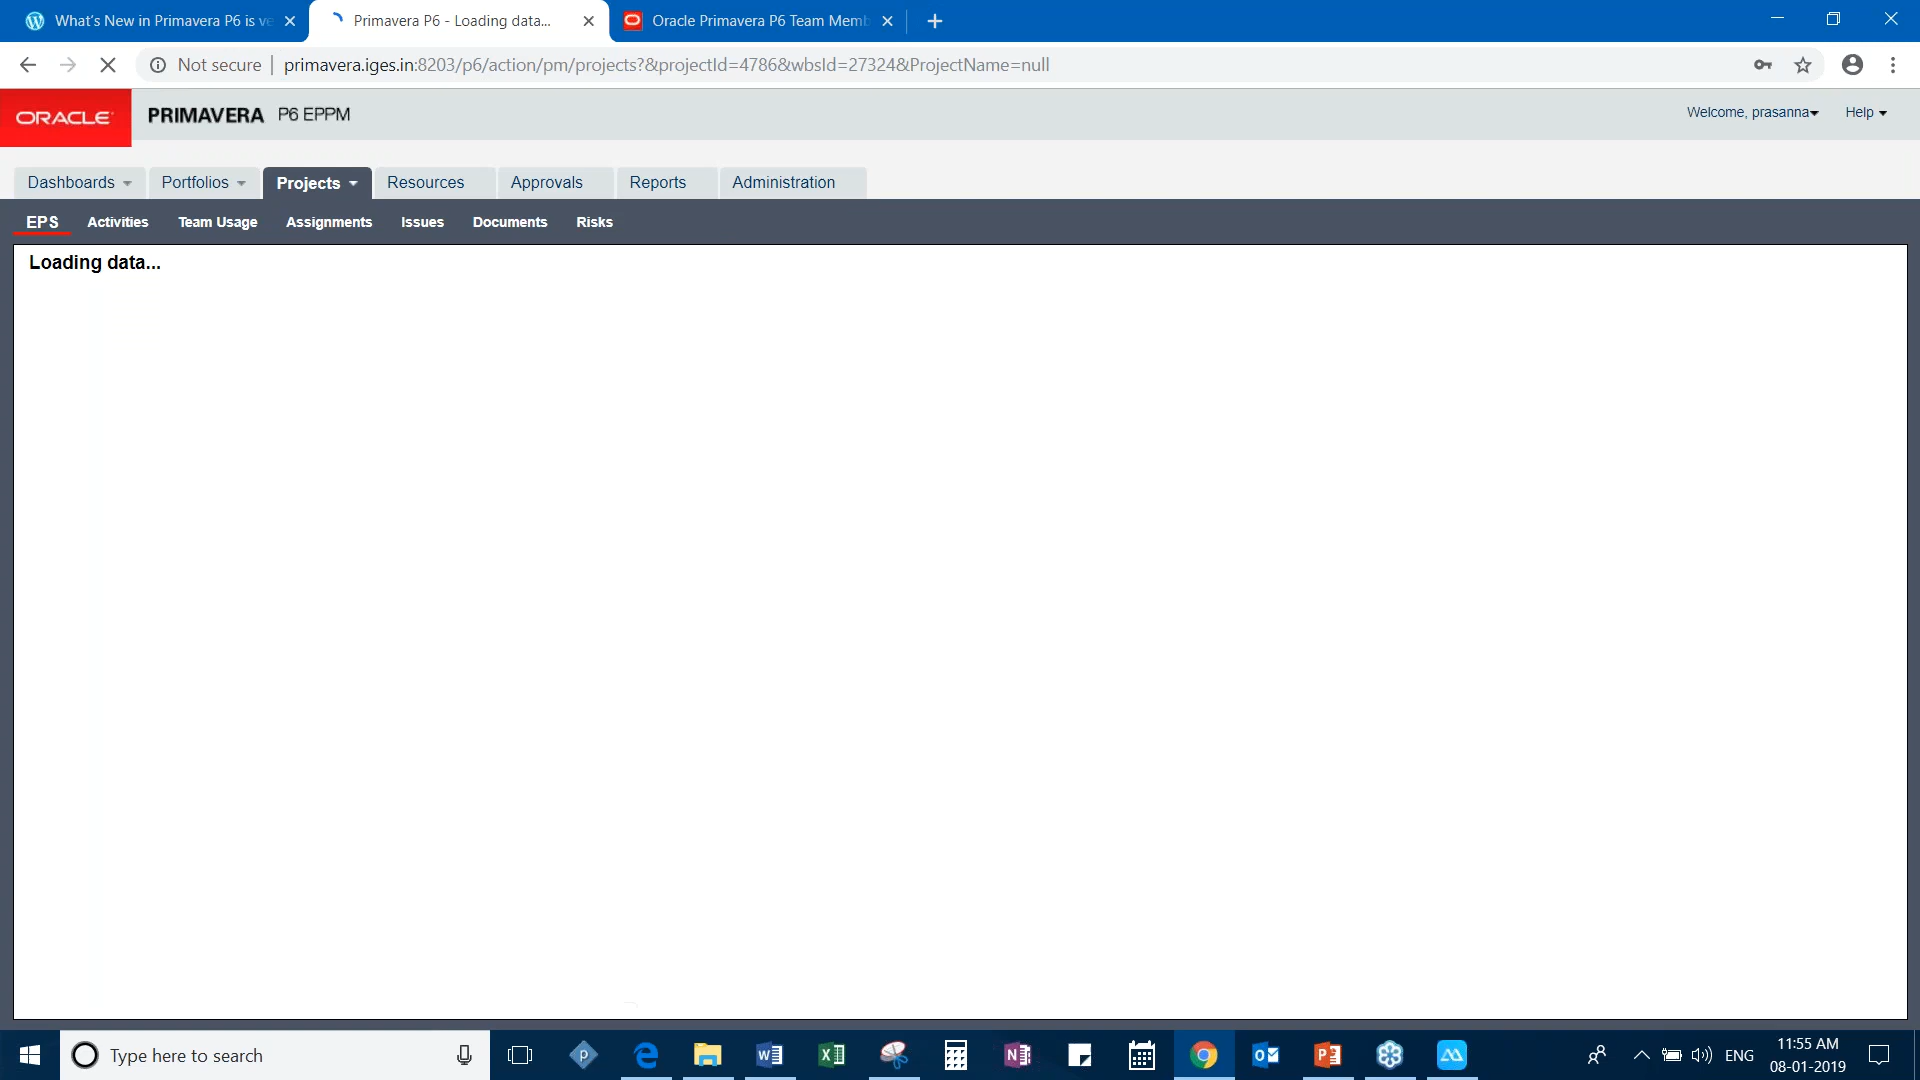 What's New in Primavera P6 is ve
Primavera P6 - Loading data...
Oracle Primavera P6 Team Memb
Not secure | primavera.iges.in:8203/p6/action/pm/projects?&projectId=4786&wbsId=27324&ProjectName=null
ORACLE PRIMAVERA P6 EPPM
Welcome, prasanna Help
Dashboards Portfolios Projects Resources Approvals Reports Administration
EPS Activities Team Usage Assignments Issues Documents Risks
Loading data...
Type here to search
ENG
11:55 AM
08-01-2019